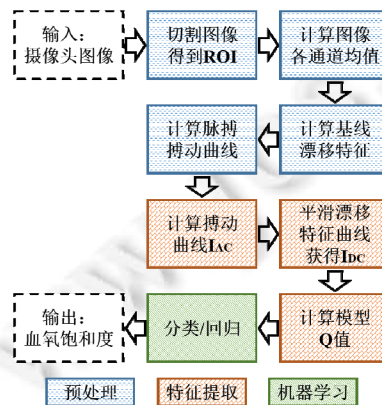 输入：
摄像头图像
切割图像
得到ROI
计算图像
各通道均值
计算脉搏
搏动曲线
计算基线
漂移特征
计算搏动
曲线IAC
平滑漂移
特征曲线
获得IDC
输出：
血氧饱和度
分类/回归
计算模型
Q值
预处理
特征提取
机器学习